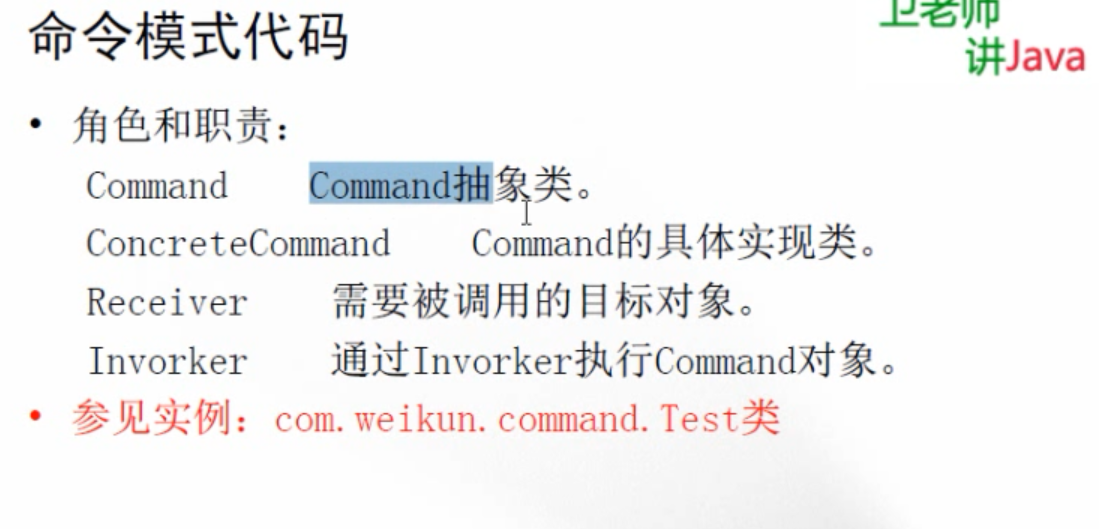 命令模式代码
卫老师
讲Java
• 角色和职责：
Command Command抽象类。
ConcreteCommand Command的具体实现类。
Receiver 需要被调用的目标对象。
Invorker 通过Invorker执行Command对象。
• 参见实例：com.weikun.command.Test类